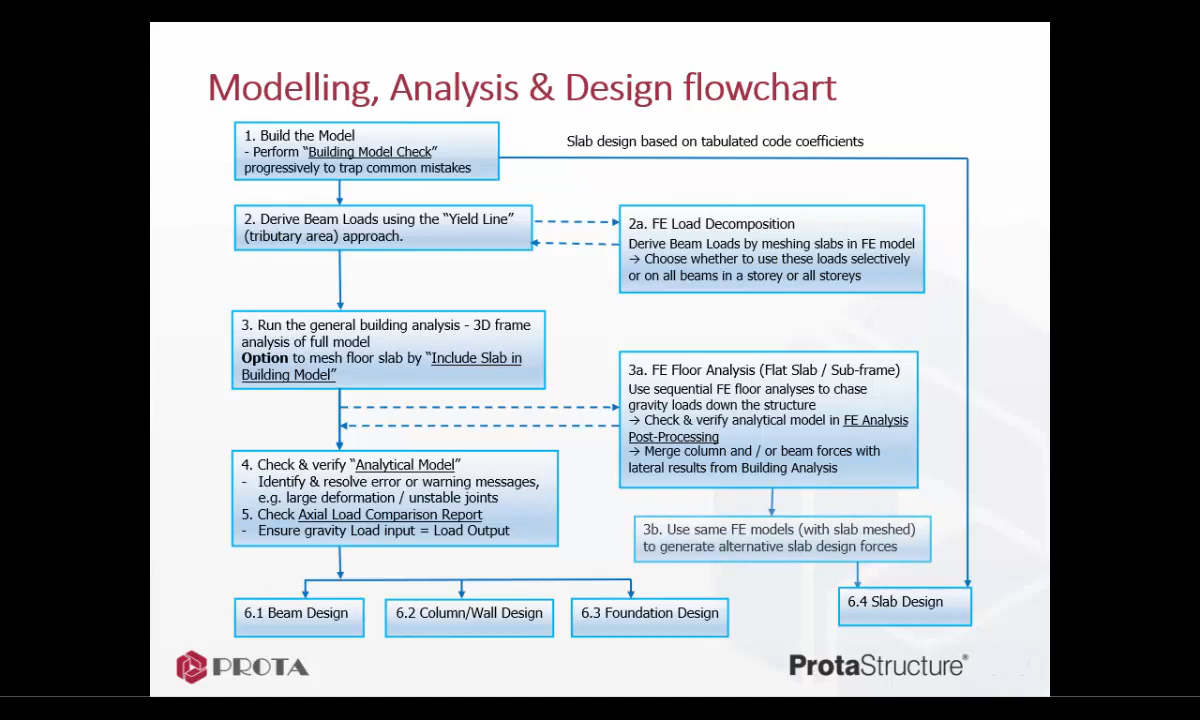 Modelling, Analysis & Design flowchart
1. Build the Model
- Perform “Building Model Check”
progressively to trap common mistakes
Slab design based on tabulated code coefficients
2. Derive Beam Loads using the “Yield Line”
(tributary area) approach.
2a. FE Load Decomposition
Derive Beam Loads by meshing slabs in FE model
→ Choose whether to use these loads selectively
or on all beams in a storey or all storeys
3. Run the general building analysis - 3D frame
analysis of full model
Option to mesh floor slab by “Include Slab in
Building Model”
3a. FE Floor Analysis (Flat Slab / Sub-frame)
Use sequential FE floor analyses to chase
gravity loads down the structure
→ Check & verify analytical model in FE Analysis
Post-Processing
→ Merge column and / or beam forces with
lateral results from Building Analysis
4. Check & verify “Analytical Model”
- Identify & resolve error or warning messages,
e.g. large deformation / unstable joints
5. Check Axial Load Comparison Report
- Ensure gravity Load input = Load Output
3b. Use same FE models (with slab meshed)
to generate alternative slab design forces
6.1 Beam Design
6.2 Column/Wall Design
6.3 Foundation Design
6.4 Slab Design
PROTA
ProtaStructure®